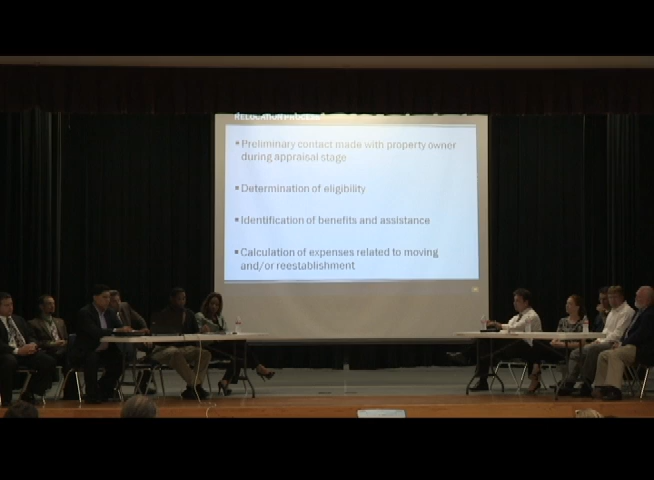 RELOCATION PROCESS
▪ Preliminary contact made with property owner
during appraisal stage
▪ Determination of eligibility
▪ Identification of benefits and assistance
▪ Calculation of expenses related to moving
and/or reestablishment